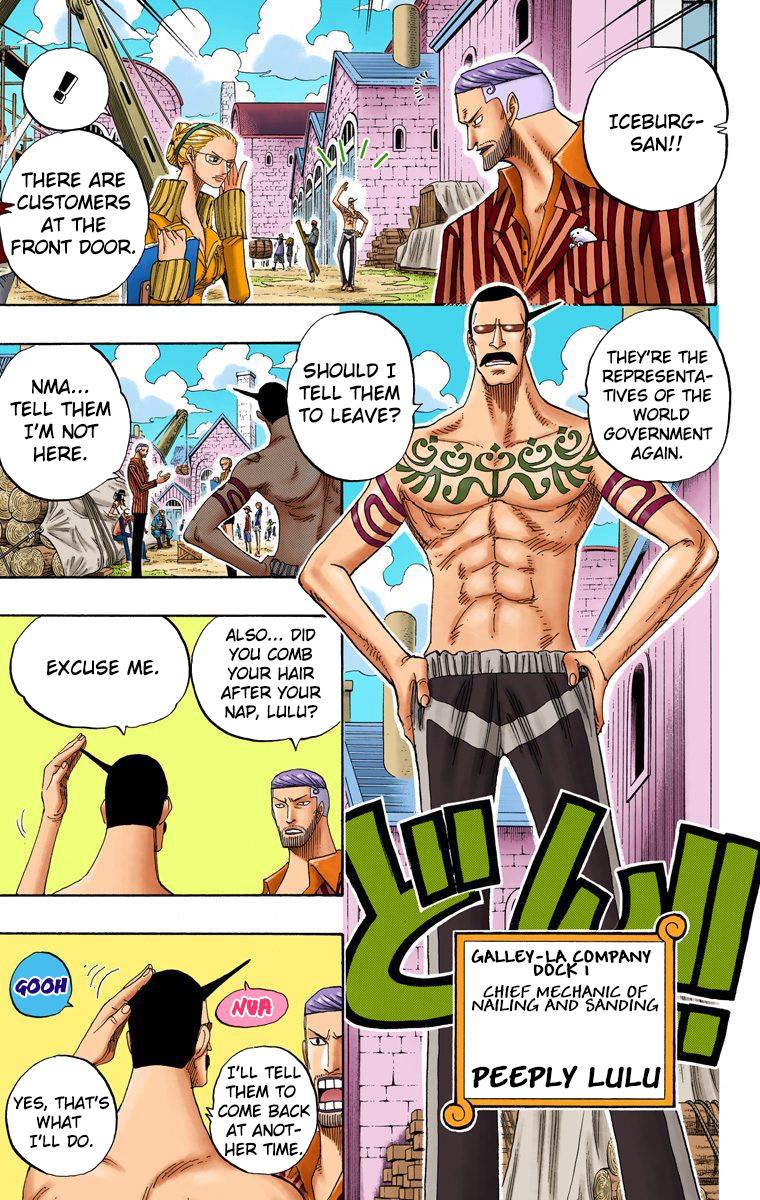 ICEBURG-
SAN!!
!
THERE ARE
CUSTOMERS
AT THE
FRONT DOOR.
THEY'RE THE
REPRESENTA-
TIVES OF THE
WORLD
GOVERNMENT
AGAIN.
SHOULD I
TELL THEM
TO LEAVE?
NMA...
TELL THEM
I'M NOT
HERE.
どん!!
GALLEY-LA COMPANY
DOCK 1
CHIEF MECHANIC OF
NAILING AND SANDING
PEEPLY LULU
ALSO... DID
YOU COMB
YOUR HAIR
AFTER YOUR
NAP, LULU?
EXCUSE ME.
NUA
GOOH
I'LL TELL
THEM TO
COME BACK
AT ANOT-
HER TIME.
YES, THAT'S
WHAT
I'LL DO.